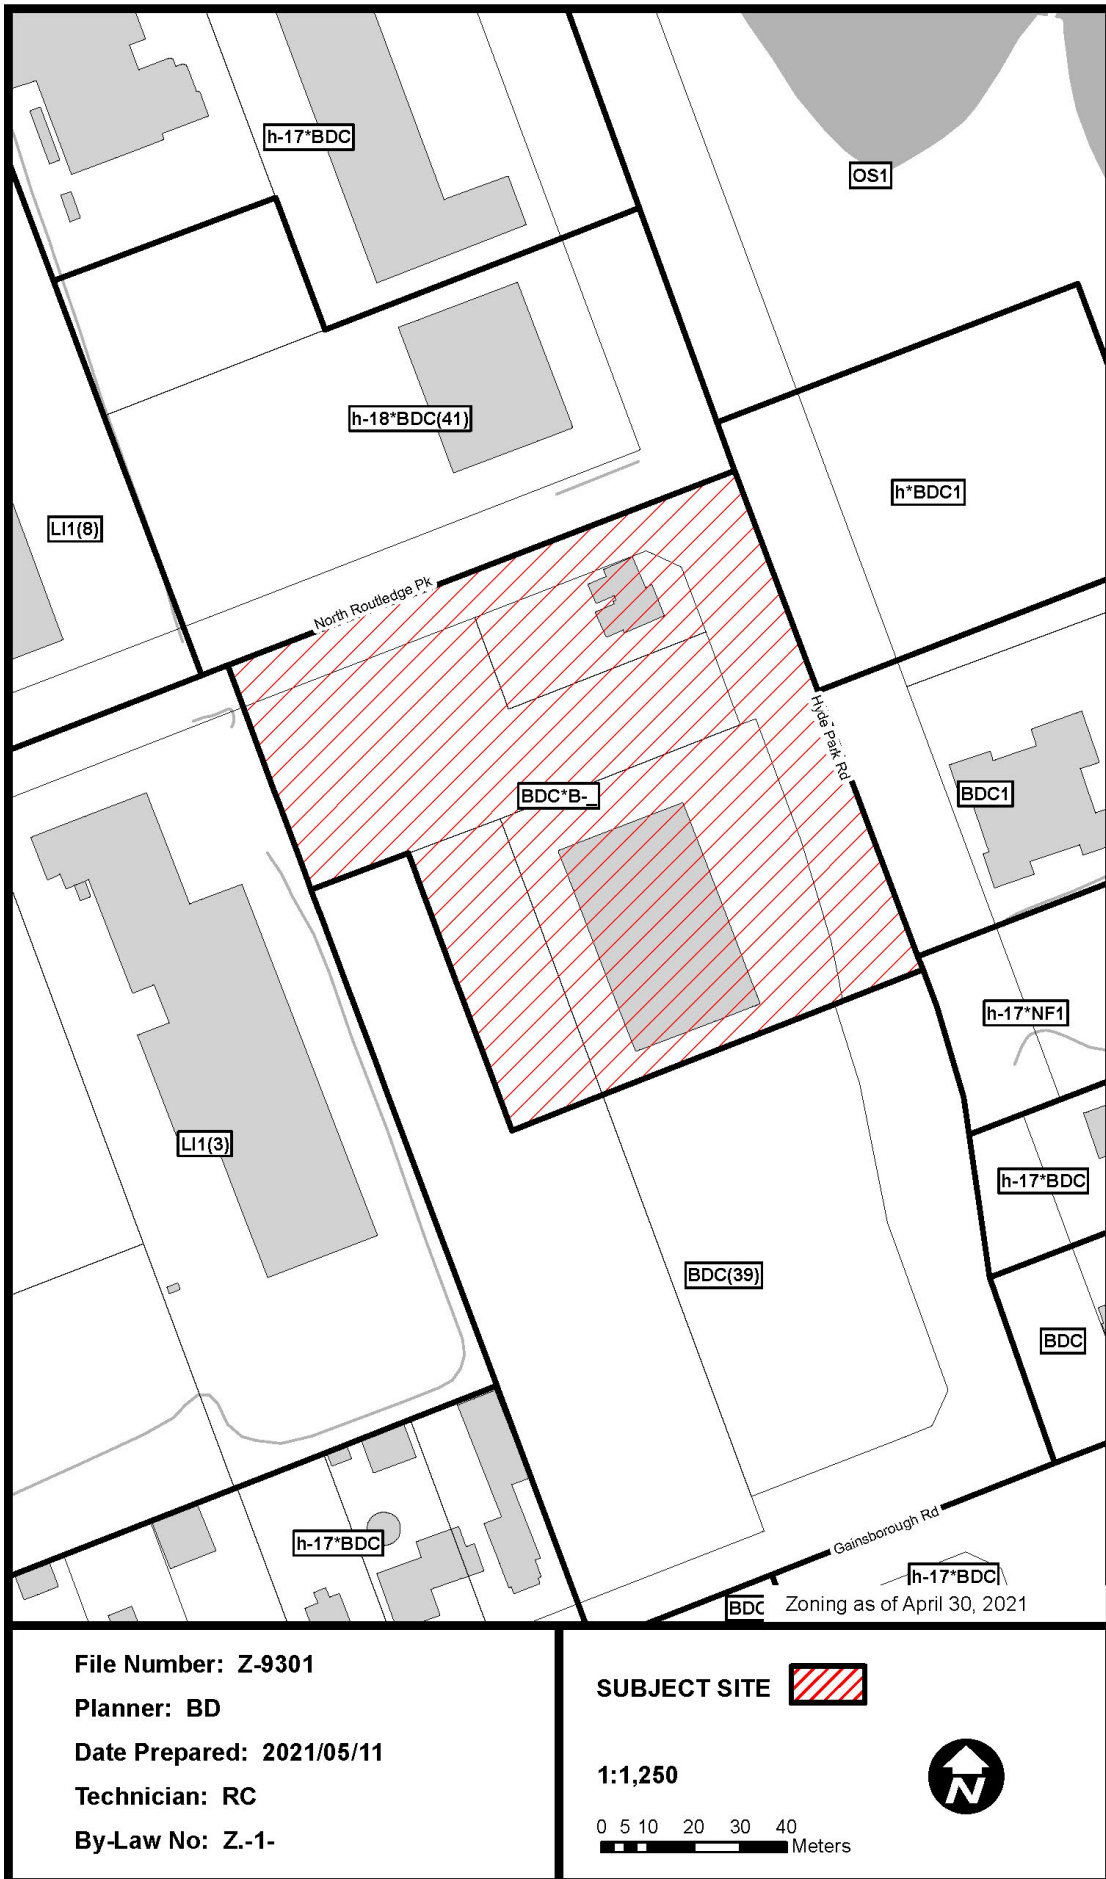 h-17*BDC
OS1
h-18*BDC(41)
h*BDC1
LI1(8)
North Routledge Pk
Hyde Park Rd
BDC*B-_
BDC1
h-17*NF1
LI1(3)
h-17*BDC
BDC(39)
BDC
Gainsborough Rd
h-17*BDC
h-17*BDC
BDC
Zoning as of April 30, 2021
File Number: Z-9301
Planner: BD
Date Prepared: 2021/05/11
Technician: RC
By-Law No: Z.-1-
SUBJECT SITE
1:1,250
N
0 5 10 20 30 40
Meters